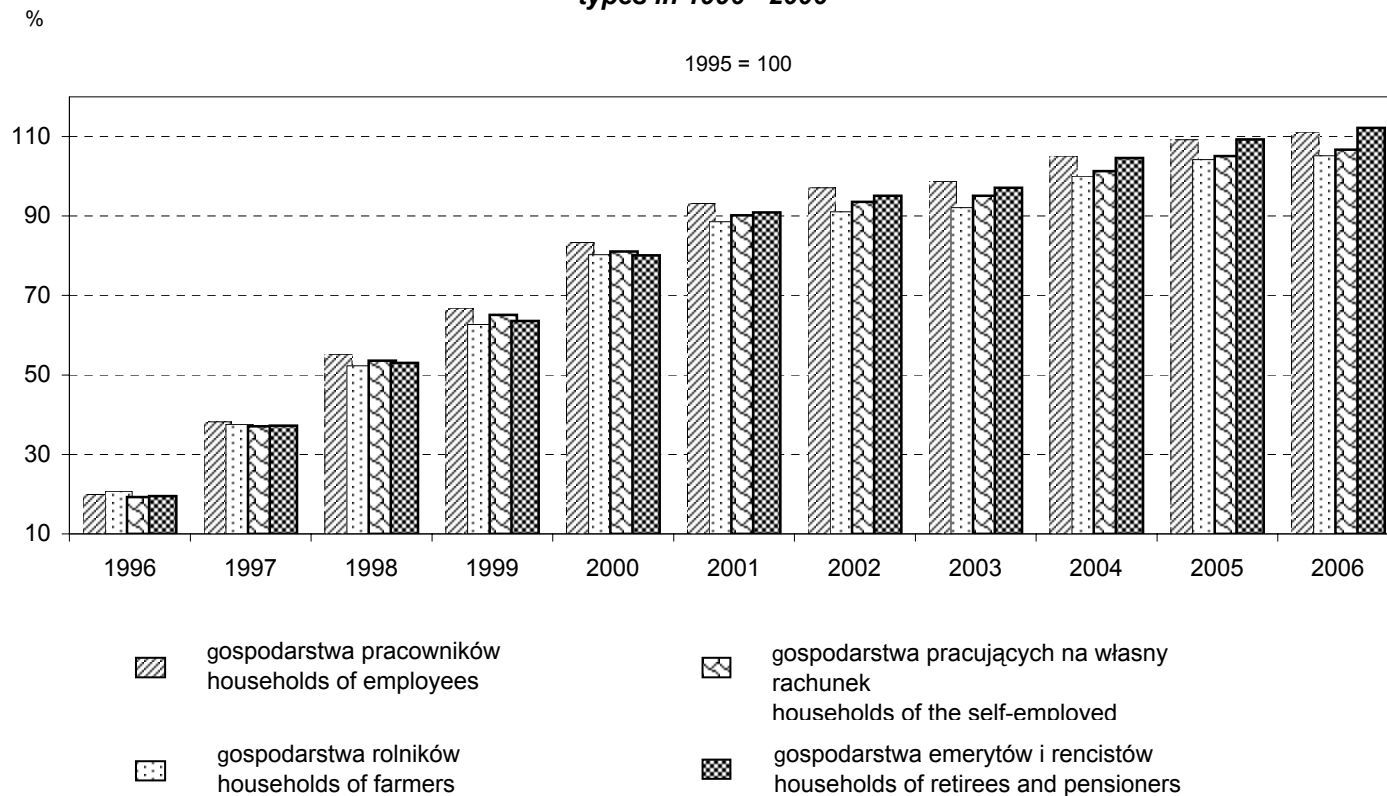 %
1995 = 100
110
90
70
50
30
10
1996 1997 1998 1999 2000 2001 2002 2003 2004 2005 2006
gospodarstwa pracowników
households of employees
gospodarstwa pracujących na własny
rachunek
households of the self-employed
gospodarstwa rolników
households of farmers
gospodarstwa emerytów i rencistów
households of retirees and pensioners